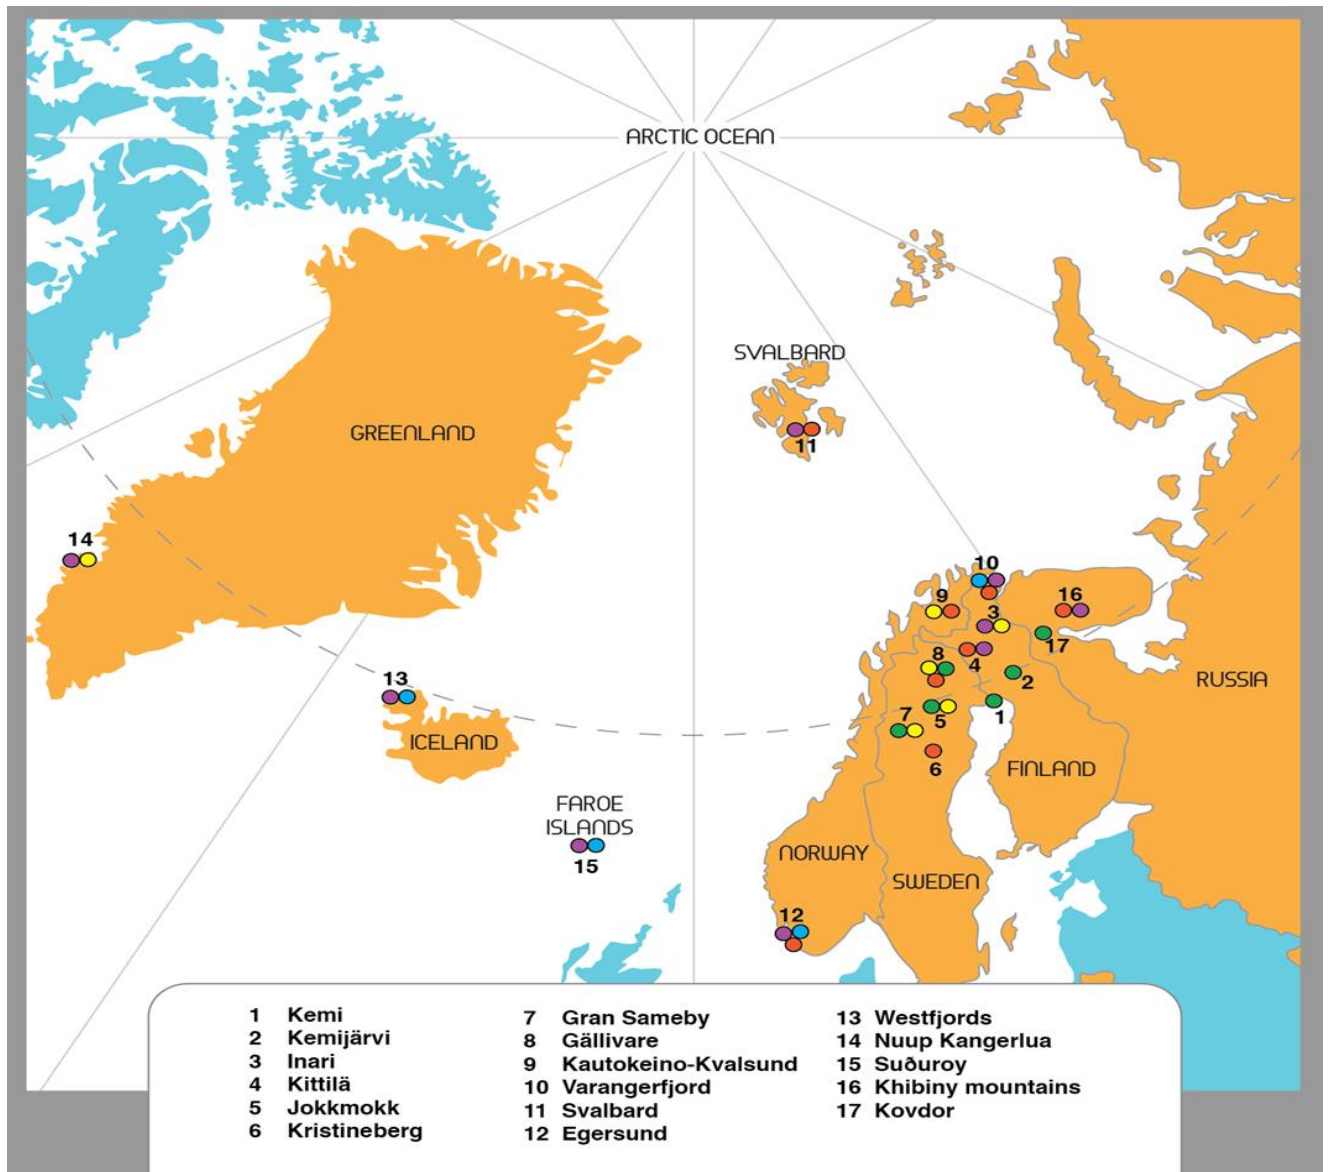 ARCTIC OCEAN
SVALBARD
GREENLAND
11
14
10
9
16
3
17
4
8
2
13
RUSSIA
5
1
7
ICELAND
6
FINLAND
FAROE
ISLANDS
15
NORWAY
SWEDEN
12
1 Kemi
2 Kemijärvi
3 Inari
4 Kittilä
5 Jokkmokk
6 Kristineberg
7 Gran Sameby
8 Gällivare
9 Kautokeino-Kvalsund
10 Varangerfjord
11 Svalbard
12 Egersund
13 Westfjords
14 Nuup Kangerlua
15 Suðuroy
16 Khibiny mountains
17 Kovdor